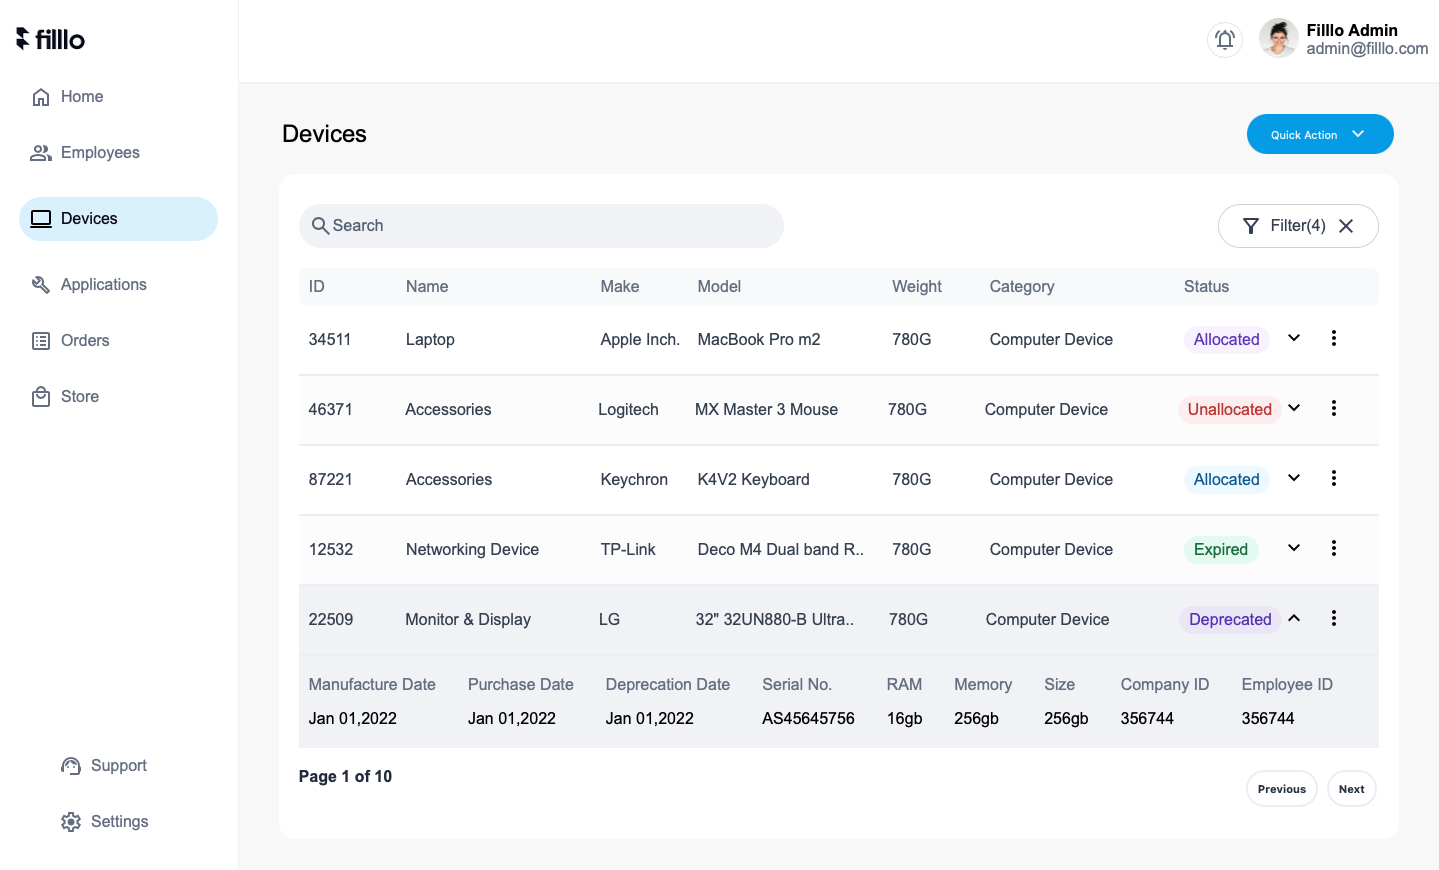 filllo
Filllo Admin
admin@filllo.com
Home
Employees
Devices
Applications
Orders
Store
Support
Settings
Devices
Quick Action
Search
Filter(4)
ID Name Make Model Weight Category Status
34511 Laptop Apple Inch. MacBook Pro m2 780G Computer Device Allocated
46371 Accessories Logitech MX Master 3 Mouse 780G Computer Device Unallocated
87221 Accessories Keychron K4V2 Keyboard 780G Computer Device Allocated
12532 Networking Device TP-Link Deco M4 Dual band R.. 780G Computer Device Expired
22509 Monitor & Display LG 32" 32UN880-B Ultra.. 780G Computer Device Deprecated
Manufacture Date Purchase Date Deprecation Date Serial No. RAM Memory Size Company ID Employee ID
Jan 01,2022 Jan 01,2022 Jan 01,2022 AS45645756 16gb 256gb 256gb 356744 356744
Page 1 of 10
Previous Next